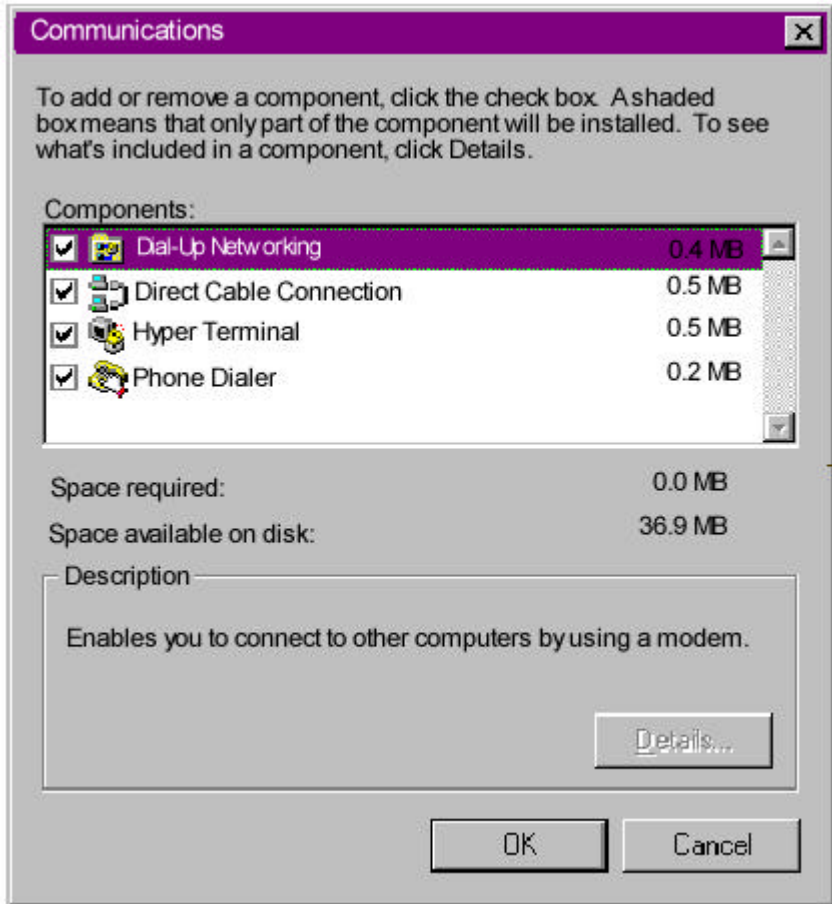 Communications
To add or remove a component, click the check box. A shaded
box means that only part of the component will be installed. To see
what's included in a component, click Details.
Components:
Dial-Up Networking 0.4 MB
Direct Cable Connection 0.5 MB
Hyper Terminal 0.5 MB
Phone Dialer 0.2 MB
Space required: 0.0 MB
Space available on disk: 36.9 MB
Description
Enables you to connect to other computers by using a modem.
Details...
OK Cancel